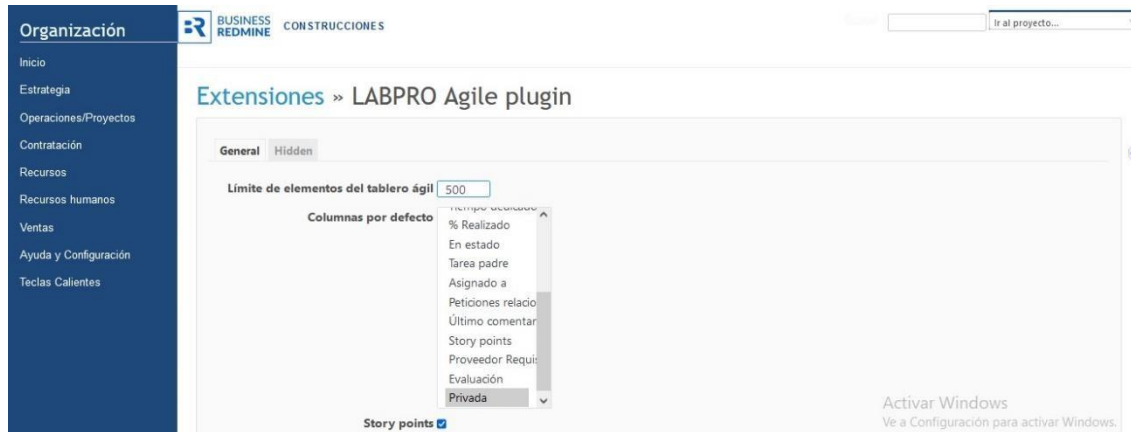 Organización
Inicio
Estrategia
Operaciones/Proyectos
Contratación
Recursos
Recursos humanos
Ventas
Ayuda y Configuración
Teclas Calientes
BUSINESS
REDMINE
CONSTRUCCIONES
Ir al proyecto...
Extensiones » LABPRO Agile plugin
General Hidden
Límite de elementos del tablero ágil 500
Columnas por defecto
Tiempo dedicado
% Realizado
En estado
Tarea padre
Asignado a
Peticiones relacio
Último comentar
Story points
Proveedor Requi
Evaluación
Privada
Story points
Activar Windows
Ve a Configuración para activar Windows.